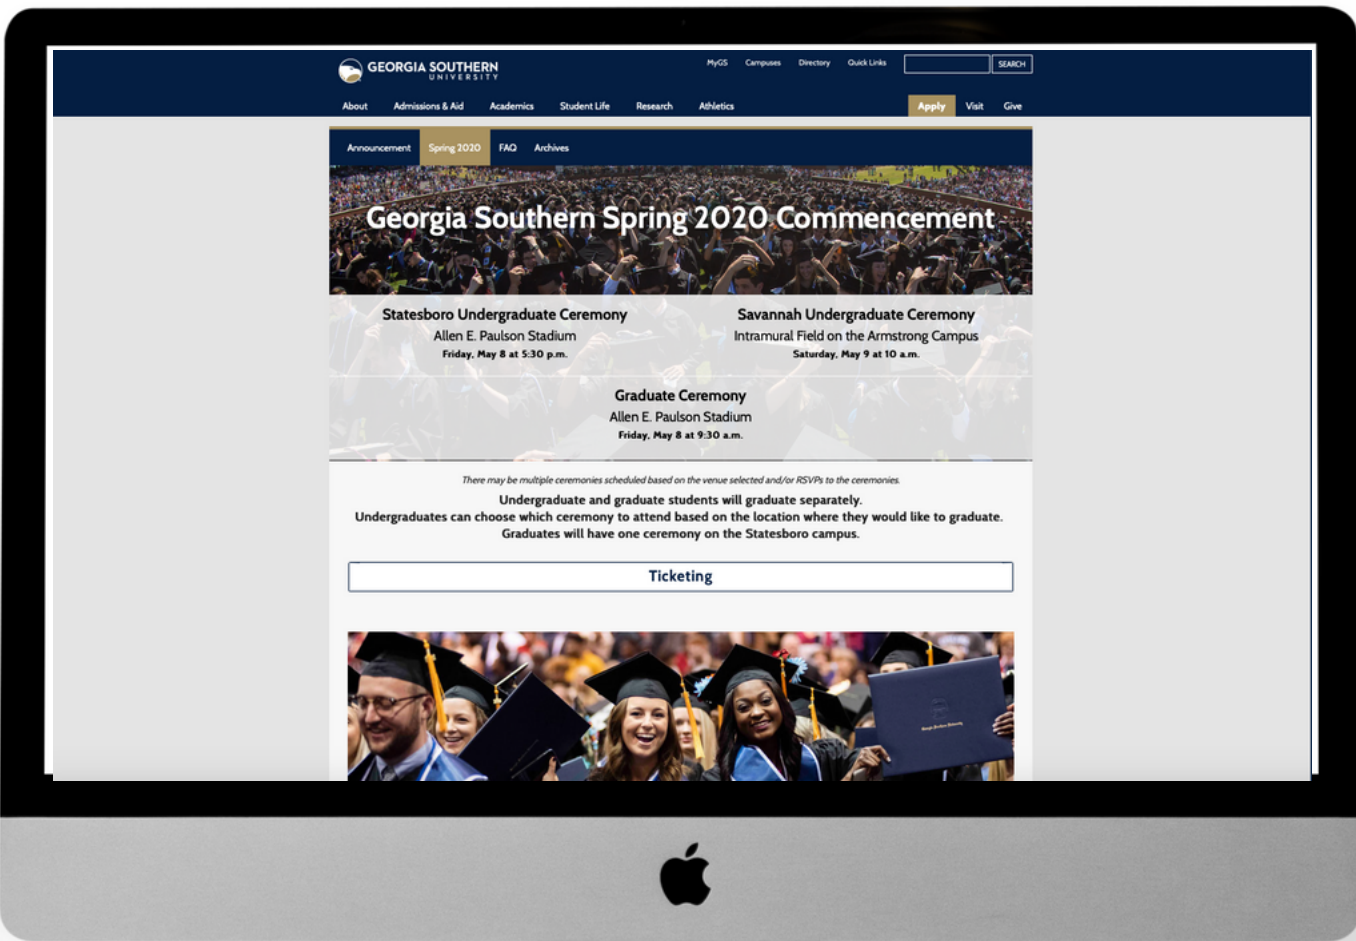 GEORGIA SOUTHERN
UNIVERSITY
MyGS Campuses Directory Quick Links SEARCH
About Admissions & Aid Academics Student Life Research Athletics Apply Visit Give
Announcement Spring 2020 FAQ Archives
Georgia Southern Spring 2020 Commencement
Statesboro Undergraduate Ceremony
Allen E. Paulson Stadium
Friday, May 8 at 5:30 p.m.
Savannah Undergraduate Ceremony
Intramural Field on the Armstrong Campus
Saturday, May 9 at 10 a.m.
Graduate Ceremony
Allen E. Paulson Stadium
Friday, May 8 at 9:30 a.m.
There may be multiple ceremonies scheduled based on the venue selected and/or RSVPs to the ceremonies.
Undergraduate and graduate students will graduate separately.
Undergraduates can choose which ceremony to attend based on the location where they would like to graduate.
Graduates will have one ceremony on the Statesboro campus.
Ticketing
Georgia Southern University